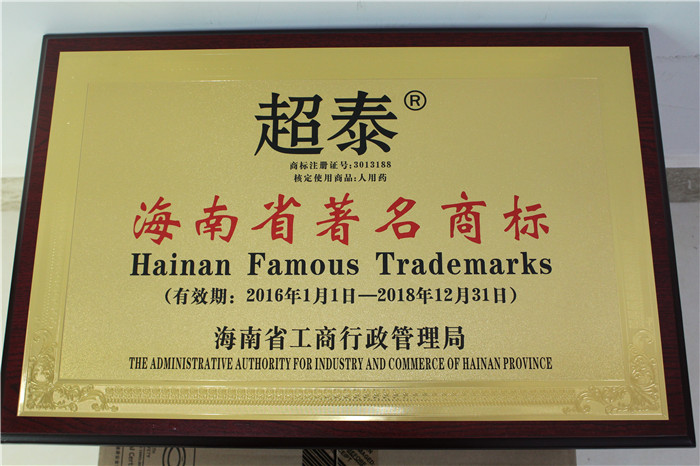 超泰®
商标注册证号:3013188
核定使用商品:人用药
海南省著名商标
Hainan Famous Trademarks
(有效期: 2016年1月1日—2018年12月31日)
海南省工商行政管理局
THE ADMINISTRATIVE AUTHORITY FOR INDUSTRY AND COMMERCE OF HAINAN PROVINCE